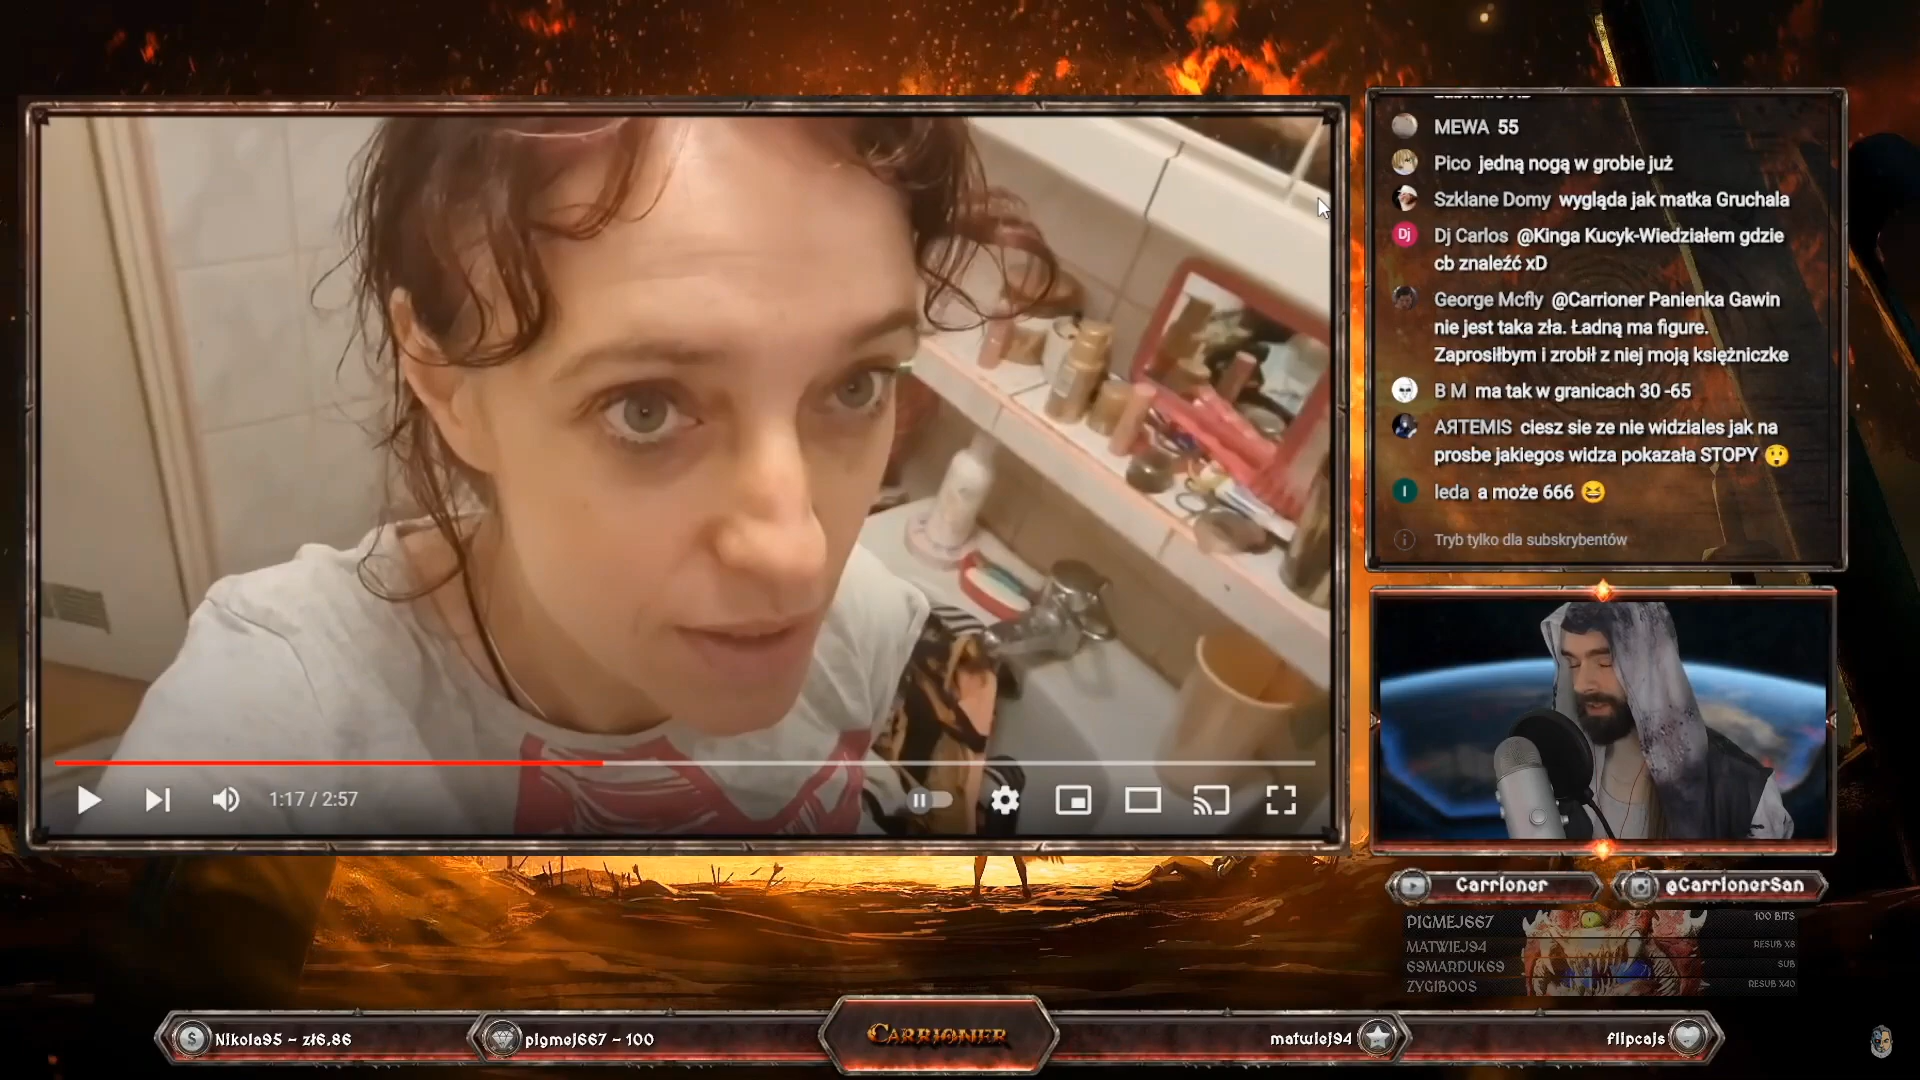 MEWA 55
Pico jedną nogą w grobie już
Szklane Domy wygląda jak matka Gruchala
Dj
Dj Carlos @Kinga Kucyk-Wiedziałem gdzie
cb znaleźć xD
George Mcfly @Carrioner Panienka Gawin
nie jest taka zła. Ładną ma figure.
Zaprosiłbym i zrobił z niej moją księżniczke
B M ma tak w granicach 30 -65
AЯTEMIS ciesz sie ze nie widziales jak na
prosbe jakiegos widza pokazała STOPY
I
leda a może 666
Tryb tylko dla subskrybentów
1:17 / 2:57
Carrioner
@CarrionerSan
PIGMEJ667 100 BITS
MATWIEJ94 RESUB X8
69MARDUK69 SUB
ZYGIBOOS RESUB X40
Nikola95 - zł6,86
pigmej667 - 100
CARRIONER
matwiej94
flipcajs